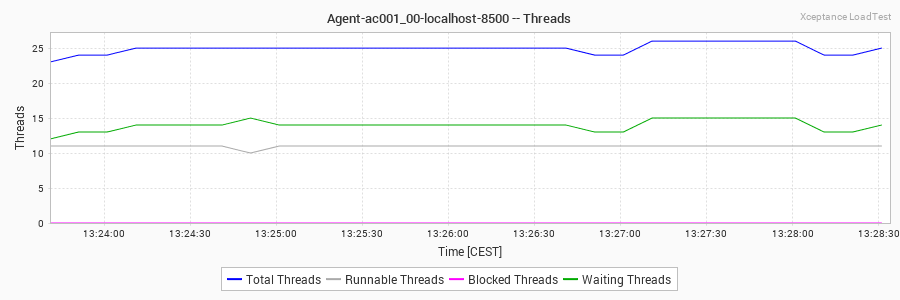 Agent-ac001_00-localhost-8500 -- Threads
Xceptance LoadTest
Threads
25
20
15
10
5
0
13:24:00 13:24:30 13:25:00 13:25:30 13:26:00 13:26:30 13:27:00 13:27:30 13:28:00 13:28:30
Time [CEST]
Total Threads Runnable Threads Blocked Threads Waiting Threads